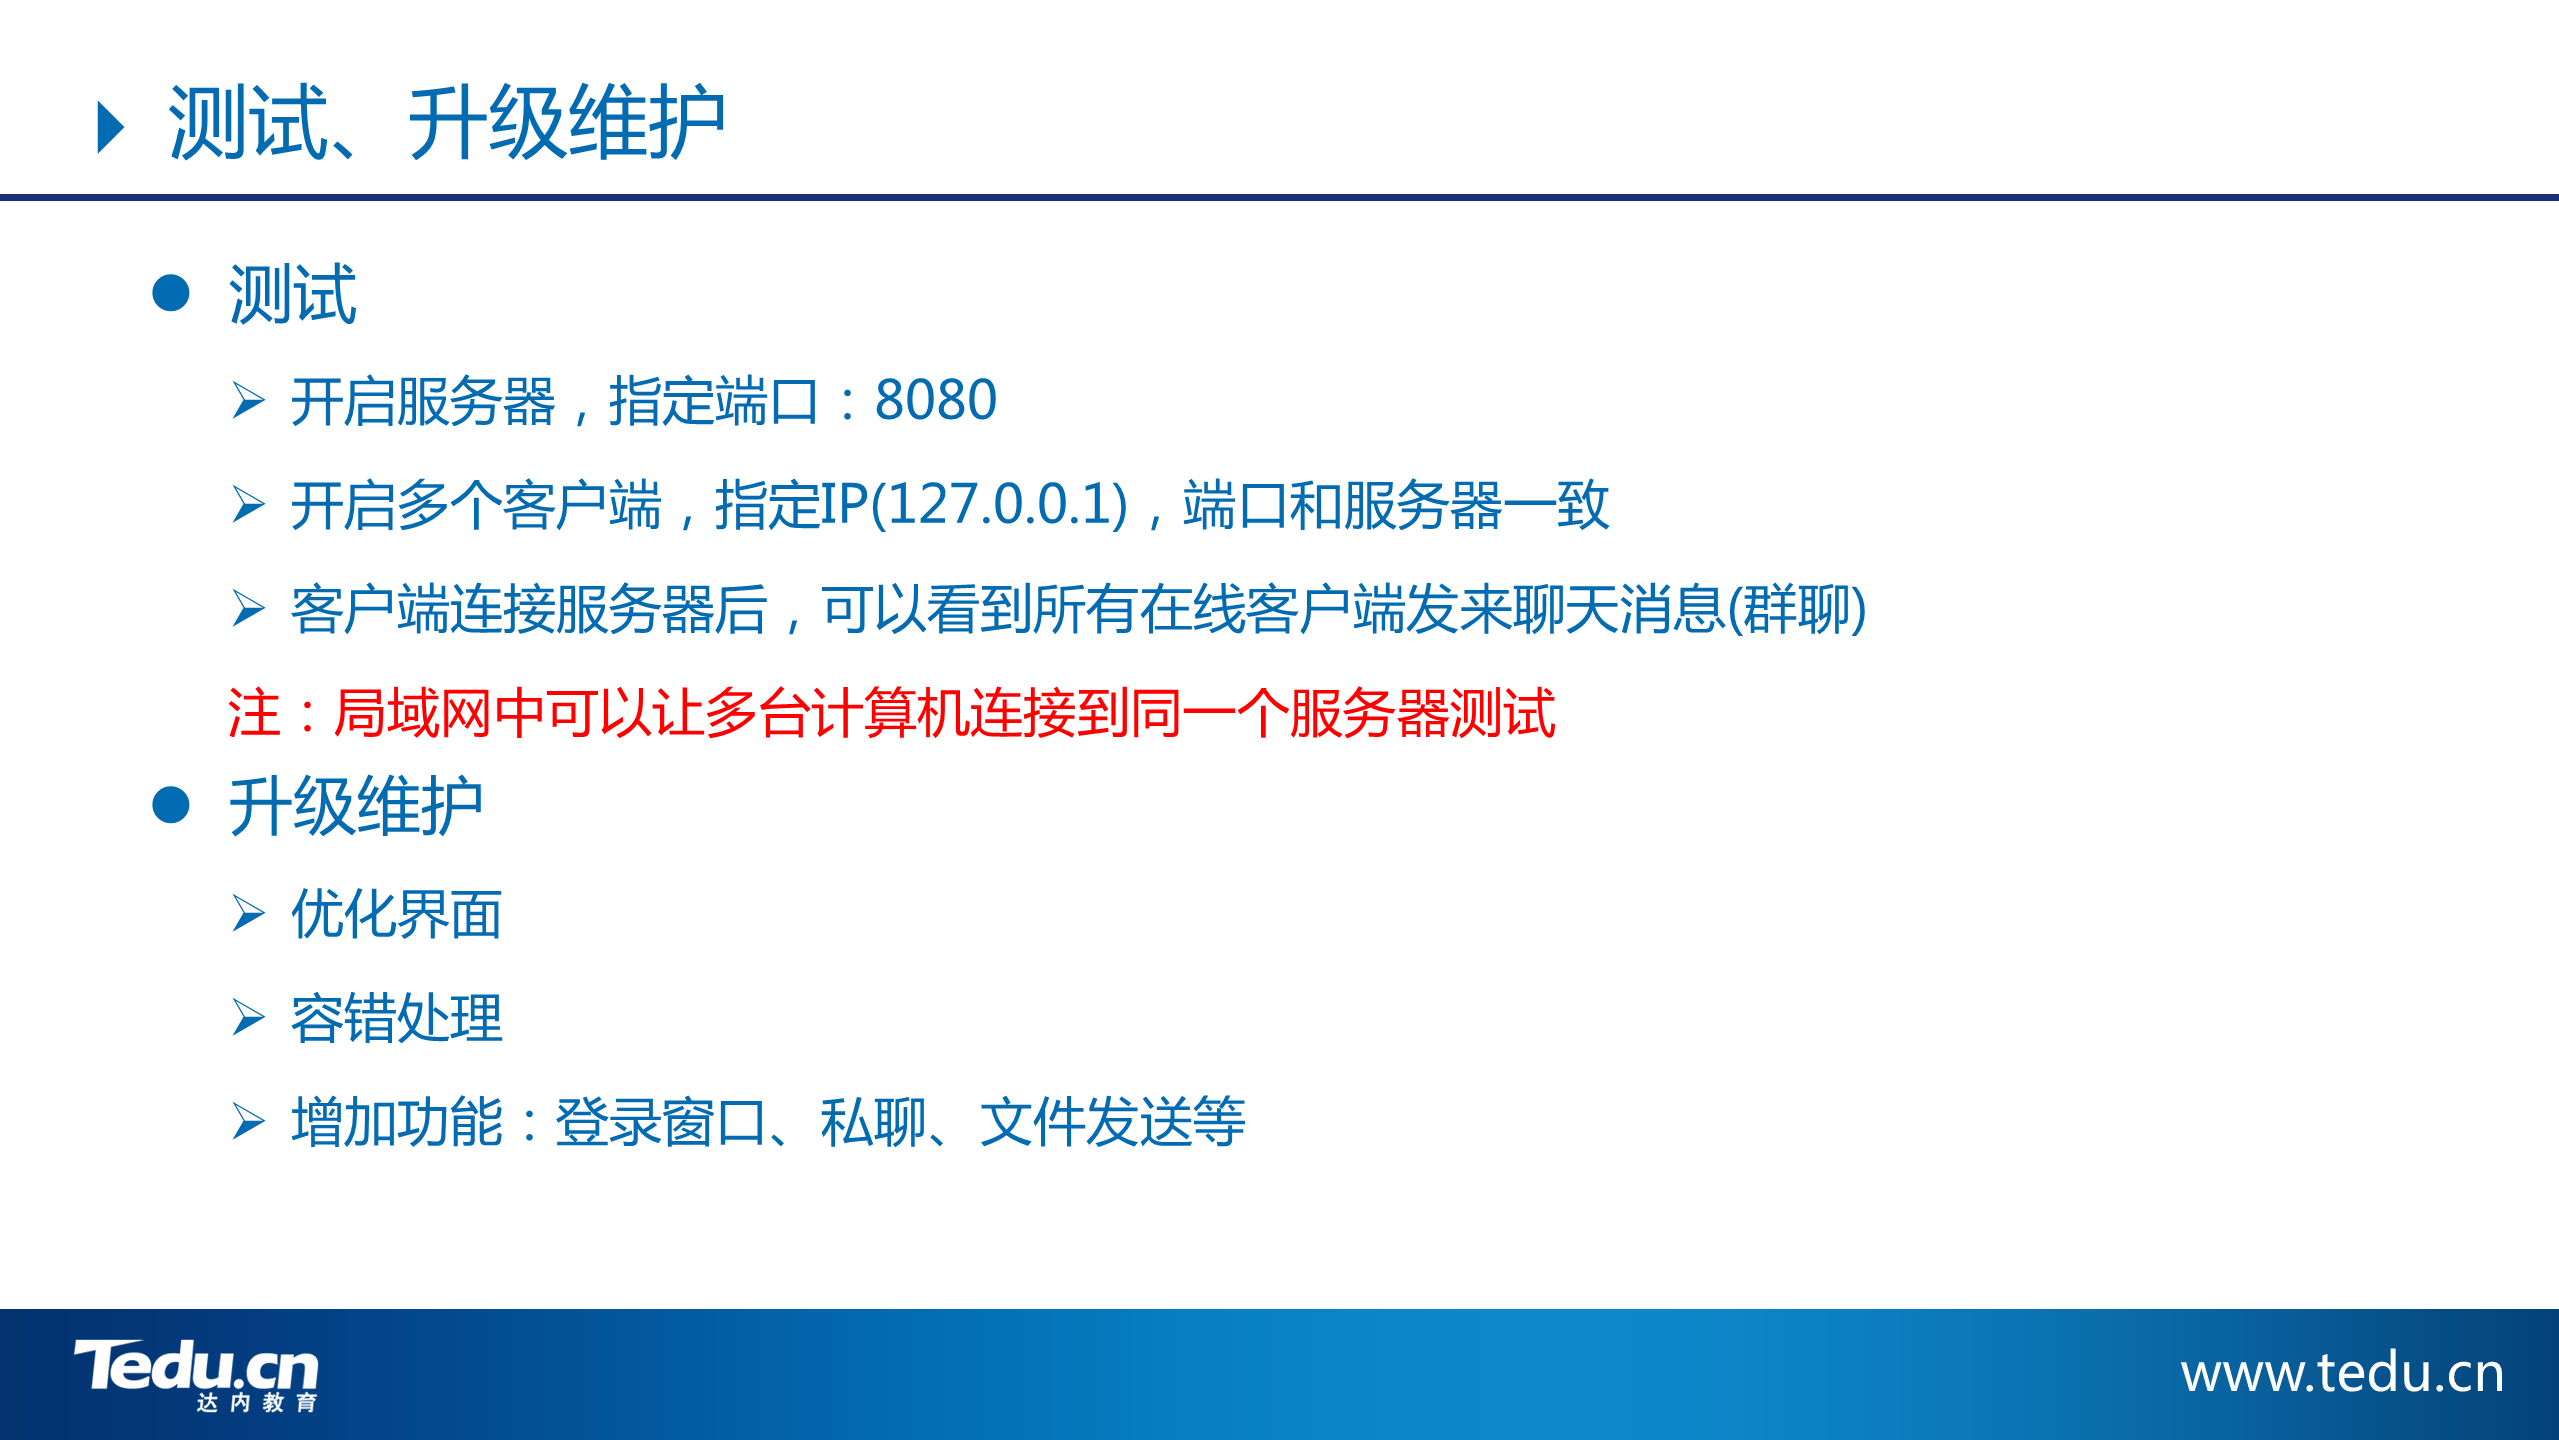 测试、升级维护
测试
开启服务器，指定端口：8080
开启多个客户端，指定IP(127.0.0.1)，端口和服务器一致
客户端连接服务器后，可以看到所有在线客户端发来聊天消息(群聊)
注：局域网中可以让多台计算机连接到同一个服务器测试
升级维护
优化界面
容错处理
增加功能：登录窗口、私聊、文件发送等
Tedu.cn
达内教育
www.tedu.cn